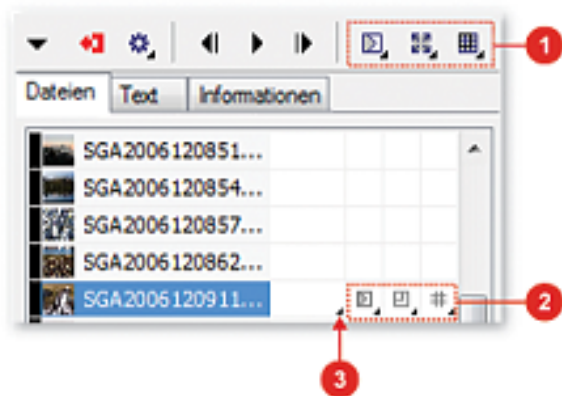 1
Dateien Text Informationen
SGA2006120851...
SGA2006120854...
SGA2006120857...
SGA2006120862...
SGA2006120911...
2
3